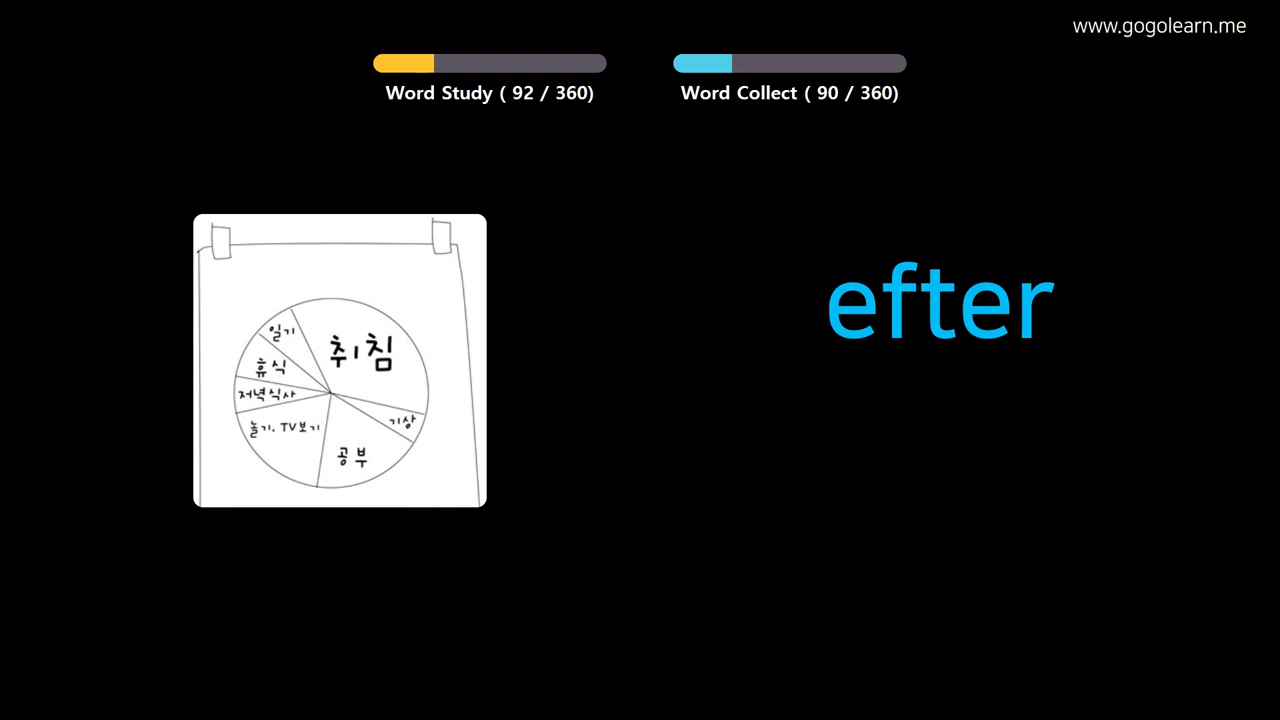 www.gogolearn.me
Word Study ( 92 / 360)
Word Collect ( 90 / 360)
efter
일기
취침
휴식
저녁식사
기상
놀기. TV보기
공부